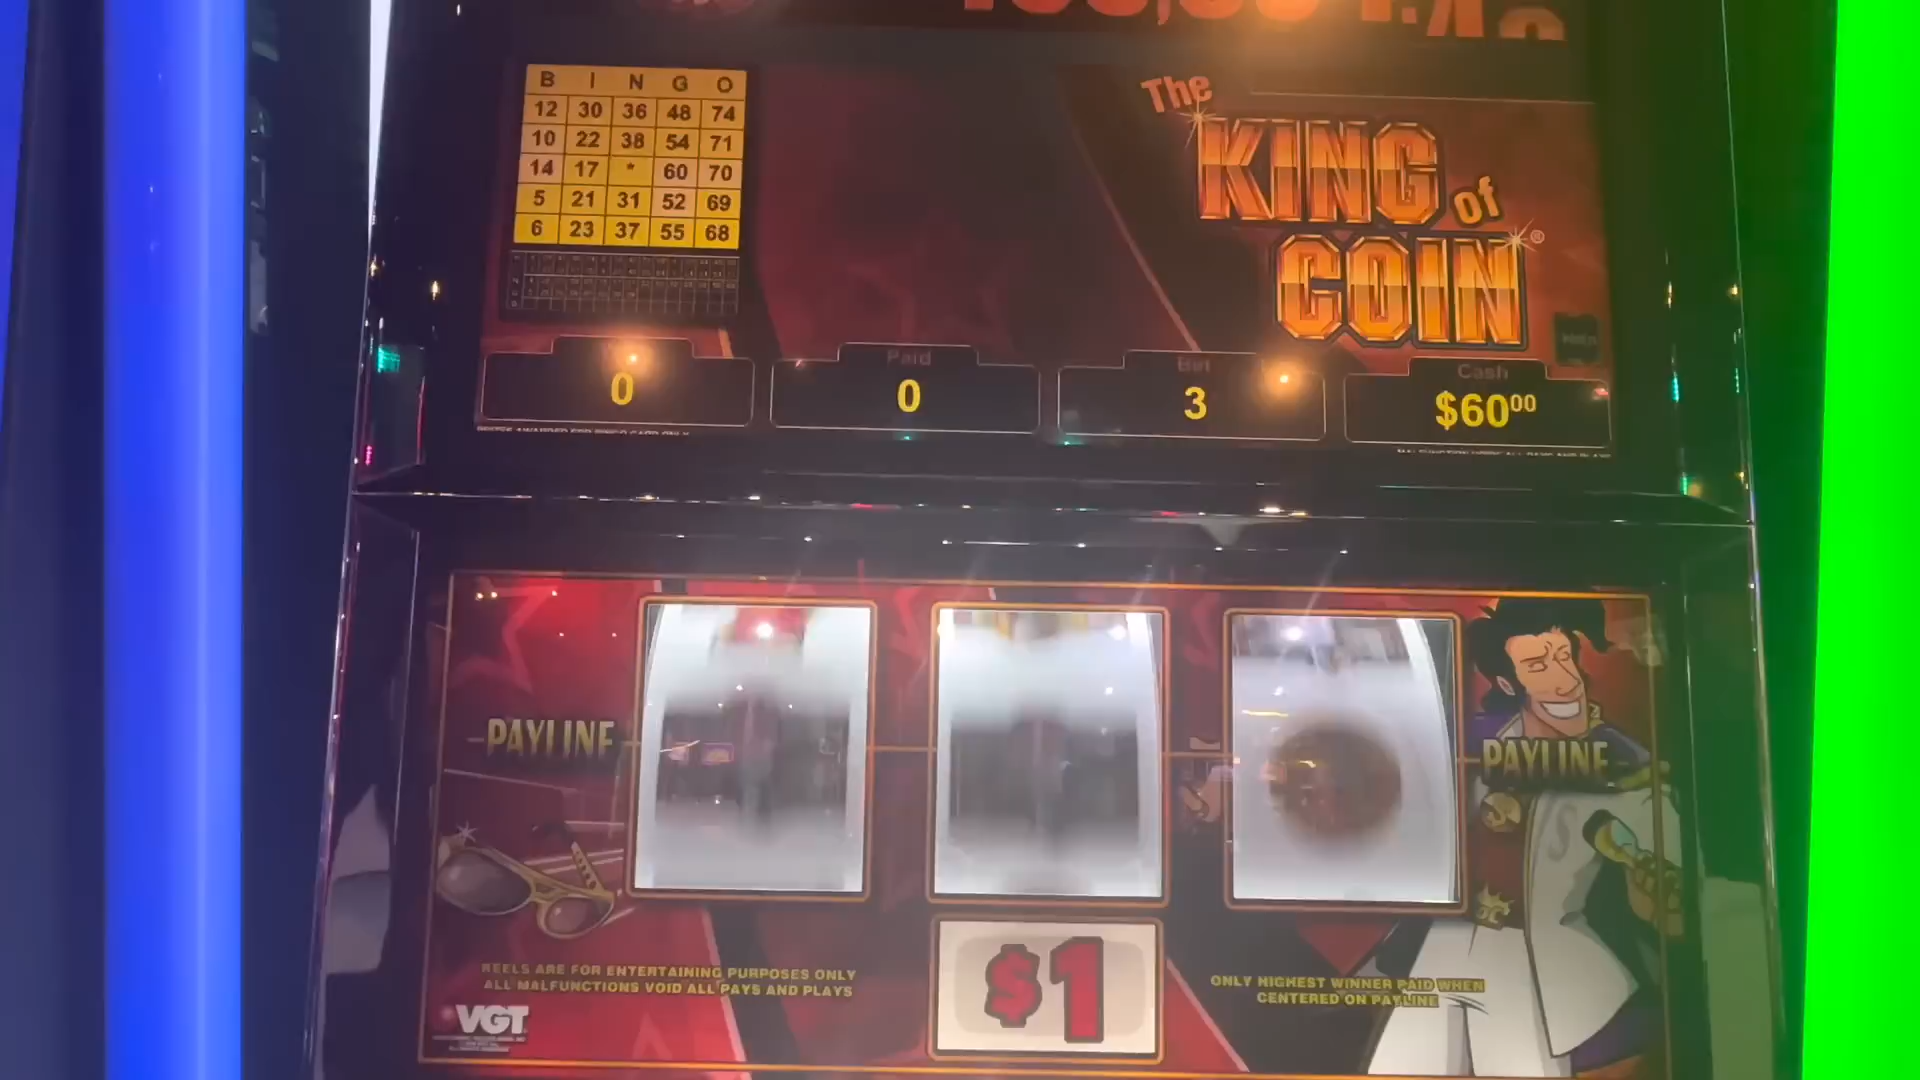 B I N G O
12 30 36 48 74
10 22 38 54 71
14 17 * 60 70
5 21 31 52 69
6 23 37 55 68
The
KING of
COIN®
Paid
Bet
Cash
0
0
3
$6000
PAYLINE
PAYLINE
REELS ARE FOR ENTERTAINING PURPOSES ONLY
ALL MALFUNCTIONS VOID ALL PAYS AND PLAYS
$1
ONLY HIGHEST WINNER PAID WHEN
CENTERED ON PAYLINE
VGT